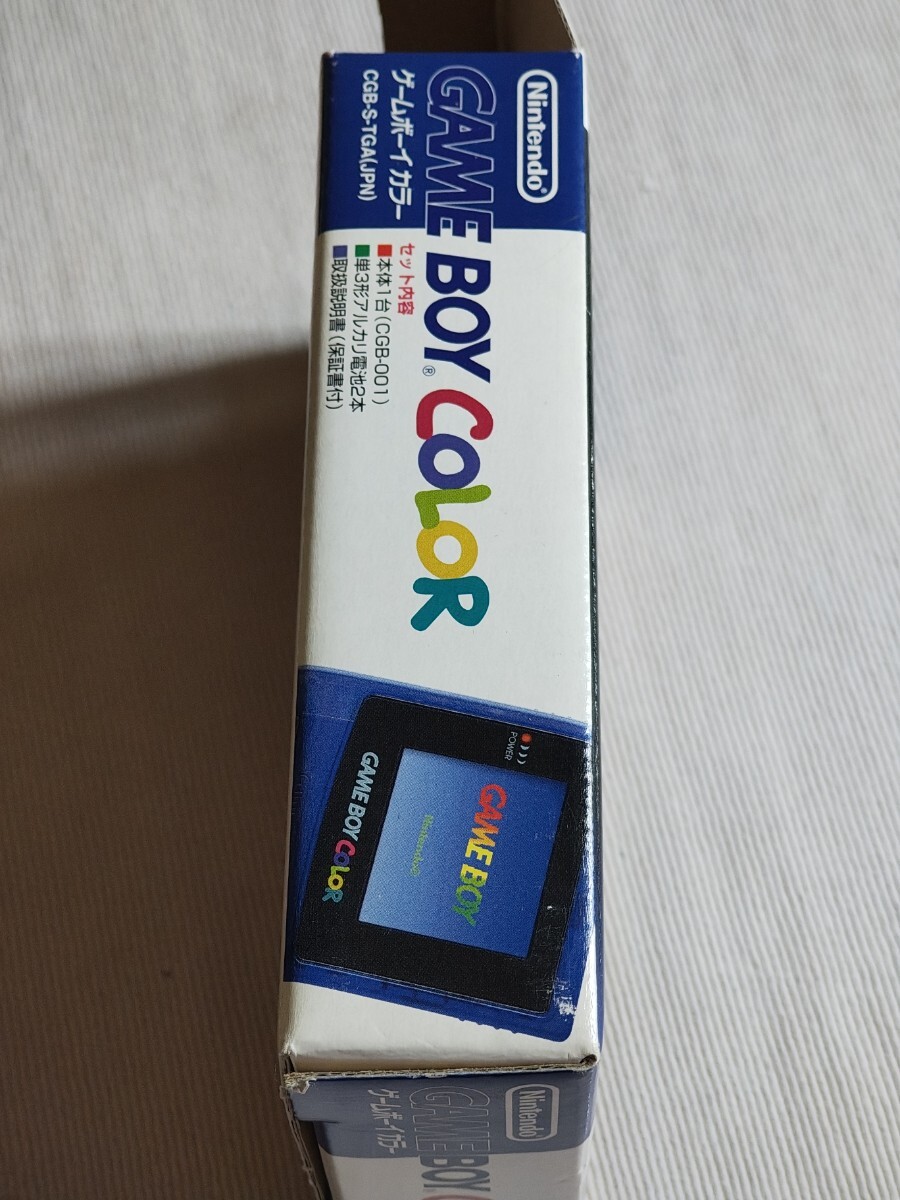 Nintendo®
GAME BOY® COLOR
ゲームボーイカラー
CGB-S-TGA(JPN)
セット内容
■本体1台(CGB-001)
■単3形アルカリ電池2本
■取扱説明書(保証書付)
POWER
GAME BOY
Nintendo®
GAME BOY COLOR
Nintendo®
GAME BOY
ゲームボーイカラー